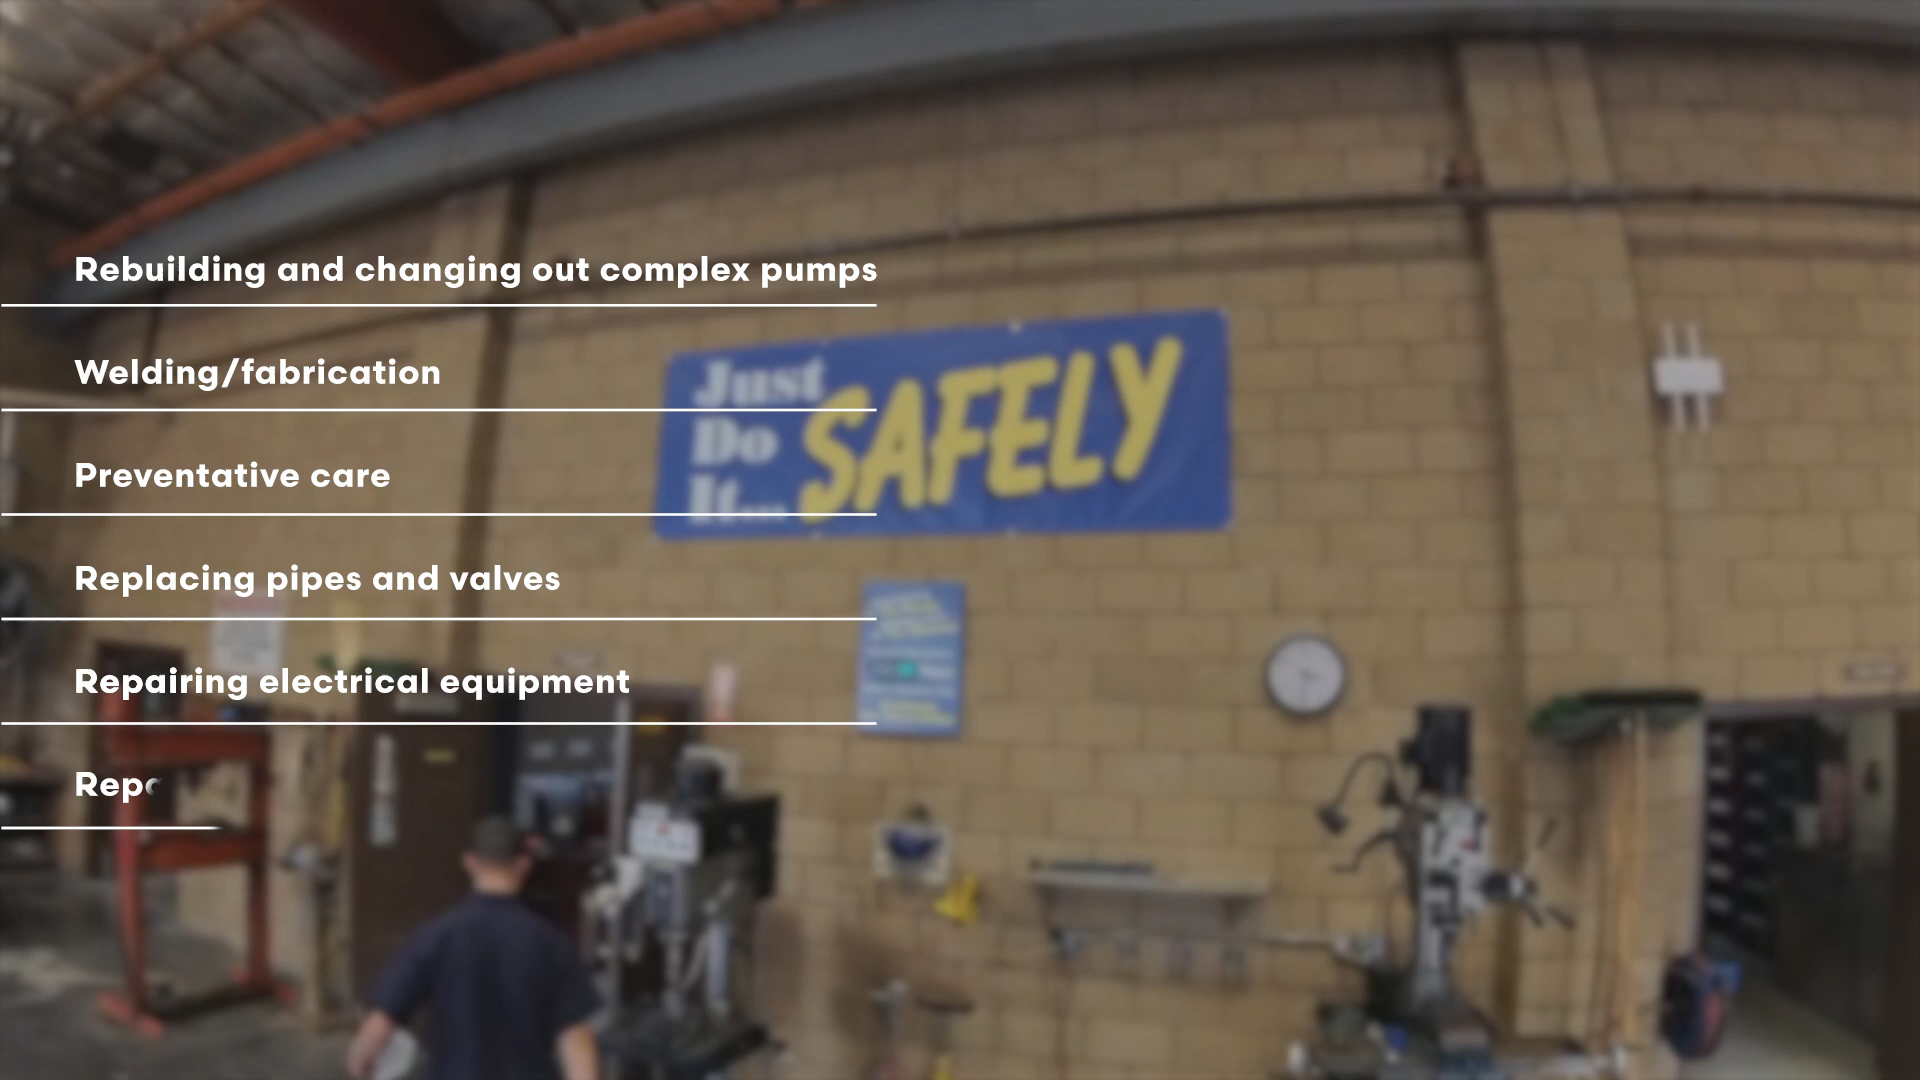 Rebuilding and changing out complex pumps
Welding/fabrication
Preventative care
Replacing pipes and valves
Repairing electrical equipment
Rep
Just
Do
It...
SAFELY